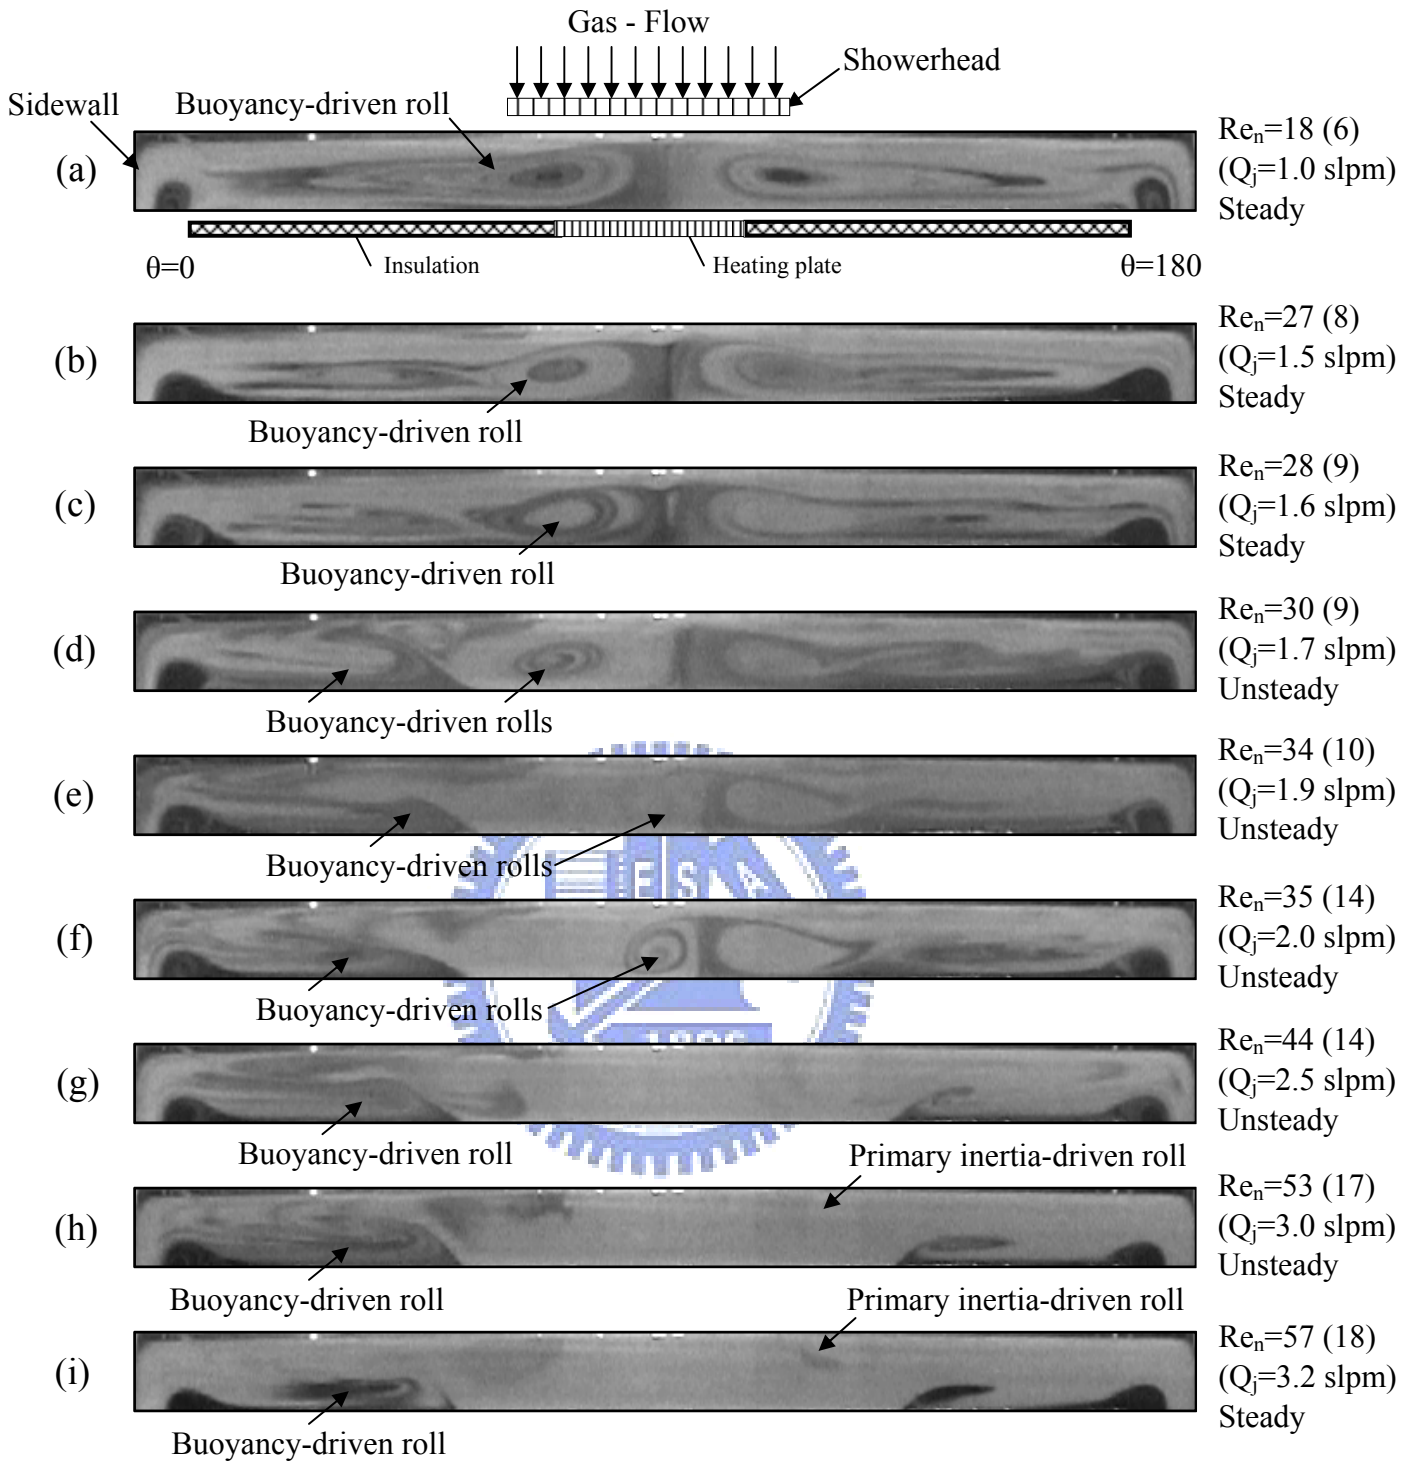 Gas - Flow
Showerhead
Sidewall
Buoyancy-driven roll
(a)
Reₙ=18 (6)
(Qⱼ=1.0 slpm)
Steady
θ=0
Insulation
Heating plate
θ=180
(b)
Reₙ=27 (8)
(Qⱼ=1.5 slpm)
Steady
Buoyancy-driven roll
(c)
Reₙ=28 (9)
(Qⱼ=1.6 slpm)
Steady
Buoyancy-driven roll
(d)
Reₙ=30 (9)
(Qⱼ=1.7 slpm)
Unsteady
Buoyancy-driven rolls
(e)
Reₙ=34 (10)
(Qⱼ=1.9 slpm)
Unsteady
Buoyancy-driven rolls
(f)
Reₙ=35 (14)
(Qⱼ=2.0 slpm)
Unsteady
Buoyancy-driven rolls
(g)
Reₙ=44 (14)
(Qⱼ=2.5 slpm)
Unsteady
Buoyancy-driven roll
Primary inertia-driven roll
(h)
Reₙ=53 (17)
(Qⱼ=3.0 slpm)
Unsteady
Buoyancy-driven roll
Primary inertia-driven roll
(i)
Reₙ=57 (18)
(Qⱼ=3.2 slpm)
Steady
Buoyancy-driven roll